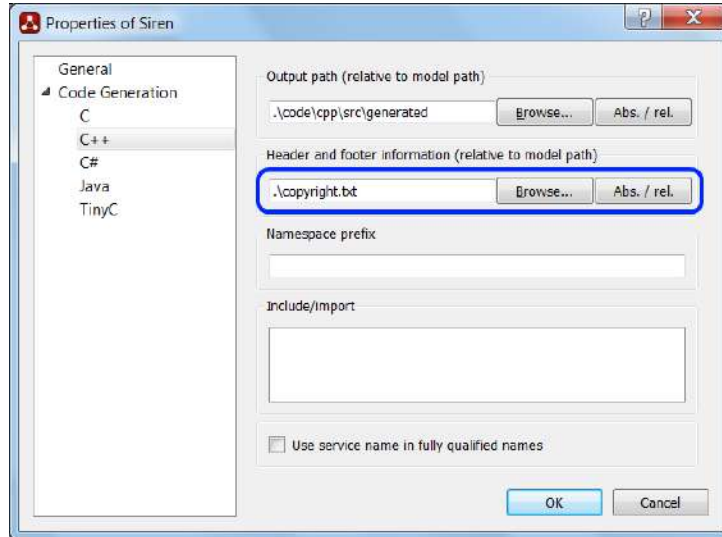 Properties of Siren
General
Code Generation
C
C++
C#
Java
TinyC
Output path (relative to model path)
.\code\cpp\src\generated Browse... Abs. / rel.
Header and footer information (relative to model path)
.\copyright.txt Browse... Abs. / rel.
Namespace prefix
Include/import
Use service name in fully qualified names
OK Cancel